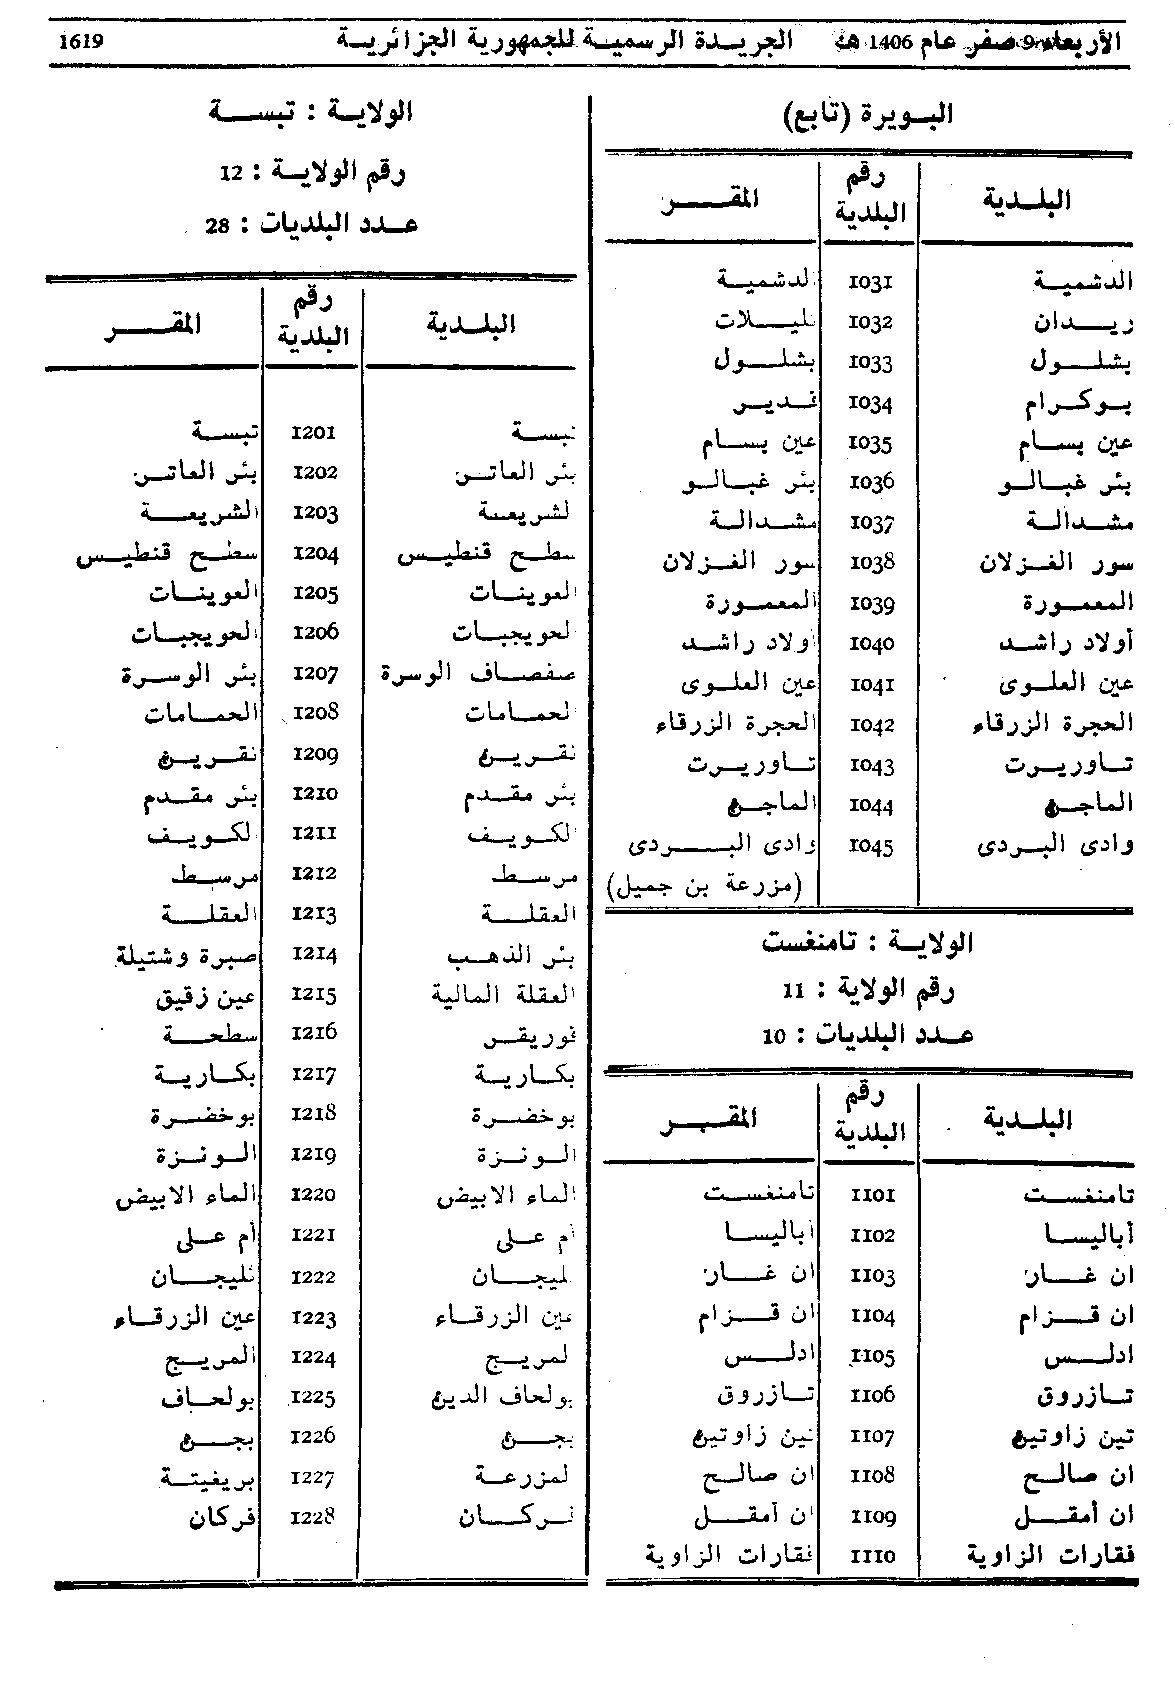 الأربعاء 9 صفر عام 1406 هـ الجريدة الرسمية للجمهورية الجزائرية 1619
البويرة (تابع)
البلدية رقم البلدية المقر
الدشمية 1031 الدشمية
ريدان 1032 تليلات
بشلول 1033 بشلول
بوكرام 1034 قدير
عين بسام 1035 عين بسام
بئر غبالو 1036 بئر غبالو
مشدالة 1037 مشدالة
سور الغزلان 1038 سور الغزلان
المعمورة 1039 المعمورة
أولاد راشد 1040 أولاد راشد
عين العلوى 1041 عين العلوى
الحجرة الزرقاء 1042 الحجرة الزرقاء
تاوريرت 1043 تاوريرت
الماجن 1044 الماجن
وادى البردى 1045 وادى البردى
(مزرعة بن جميل)
الولاية : تامنغست
رقم الولاية : 11
عدد البلديات : 10
البلدية رقم البلدية المقر
تامنغست 1101 تامنغست
أباليسا 1102 أباليسا
ان غار 1103 ان غار
ان قزام 1104 ان قزام
ادلس 1105 ادلس
تازروق 1106 تازروق
تين زاوتين 1107 تين زاوتين
ان صالح 1108 ان صالح
ان أمقل 1109 ان أمقل
فقارات الزاوية 1110 فقارات الزاوية
الولاية : تبسة
رقم الولاية : 12
عدد البلديات : 28
البلدية رقم البلدية المقر
تبسة 1201 تبسة
بئر العاتر 1202 بئر العاتر
الشريعة 1203 الشريعة
سطح قنطيس 1204 سطح قنطيس
العوينات 1205 العوينات
الحويجبات 1206 الحويجبات
صفصاف الوسرة 1207 بئر الوسرة
الحمامات 1208 الحمامات
نقرين 1209 نقرين
بئر مقدم 1210 بئر مقدم
الكويف 1211 الكويف
مرسط 1212 مرسط
العقلة 1213 العقلة
بئر الذهب 1214 صبرة وشتيلة
العقلة المالية 1215 عين زقيق
قوريقر 1216 سطحة
بكارية 1217 بكارية
بوخضرة 1218 بوخضرة
الونزة 1219 الونزة
الماء الابيض 1220 الماء الابيض
أم على 1221 أم على
ثليجان 1222 ثليجان
عين الزرقاء 1223 عين الزرقاء
المريج 1224 المريج
بولحاف الدين 1225 بولحاف
بجن 1226 بجن
المزرعة 1227 بريغيثة
فركان 1228 فركان